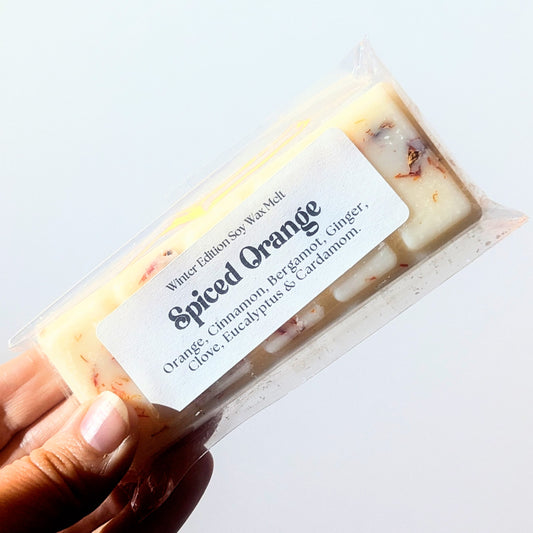 Winter Edition Soy Wax Melt
Spiced Orange
Orange, Cinnamon, Bergamot, Ginger,
Clove, Eucalyptus & Cardamom.